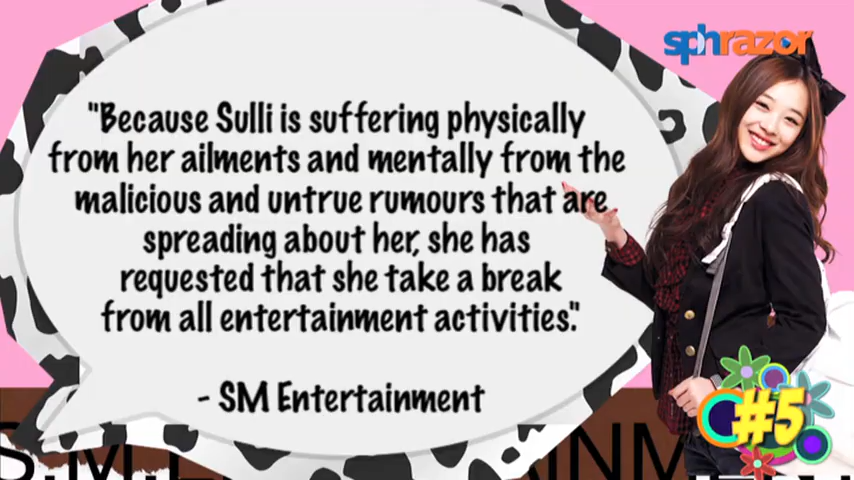 sphrazor
"Because Sulli is suffering physically
from her ailments and mentally from the
malicious and untrue rumours that are
spreading about her, she has
requested that she take a break
from all entertainment activities."
- SM Entertainment
#5